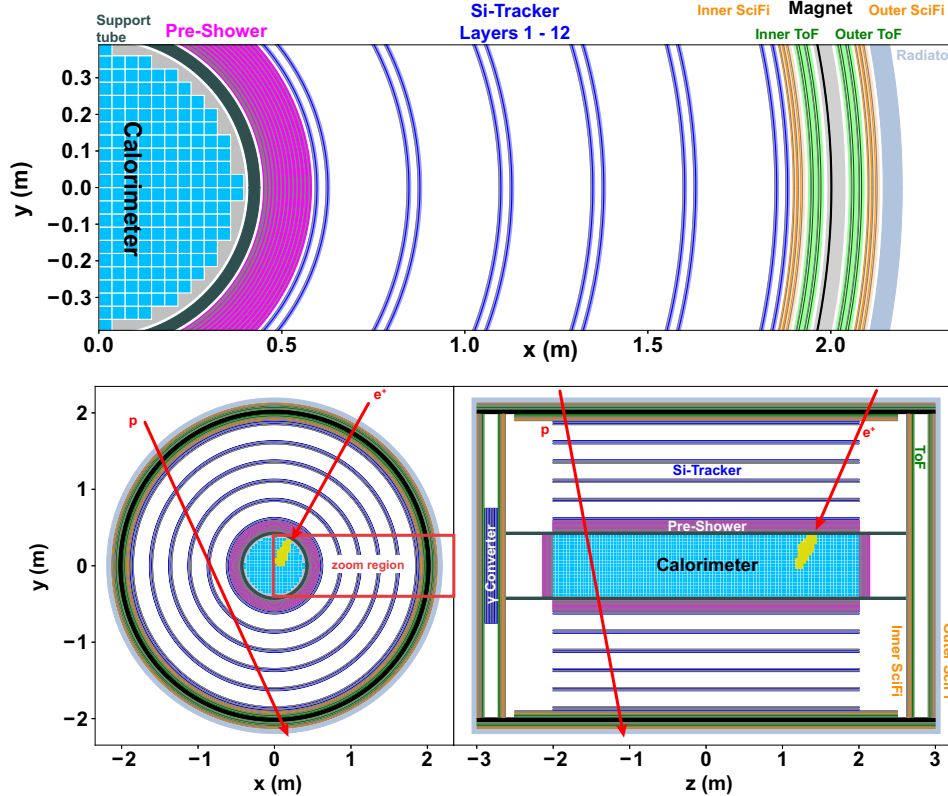 Support
tube
Pre-Shower
Si-Tracker
Layers 1 - 12
Inner SciFi
Magnet
Outer SciFi
Inner ToF
Outer ToF
Radiato
0.3
0.2
0.1
0.0
−0.1
−0.2
−0.3
y (m)
Calorimeter
0.0
0.5
1.0
1.5
2.0
x (m)
2
1
0
−1
−2
y (m)
p
e⁺
zoom region
−2
−1
0
1
2
x (m)
p
e⁺
Si-Tracker
ToF
Pre-Shower
Calorimeter
γ Converter
Inner SciFi
Outer SciFi
−3
−2
−1
0
1
2
3
z (m)